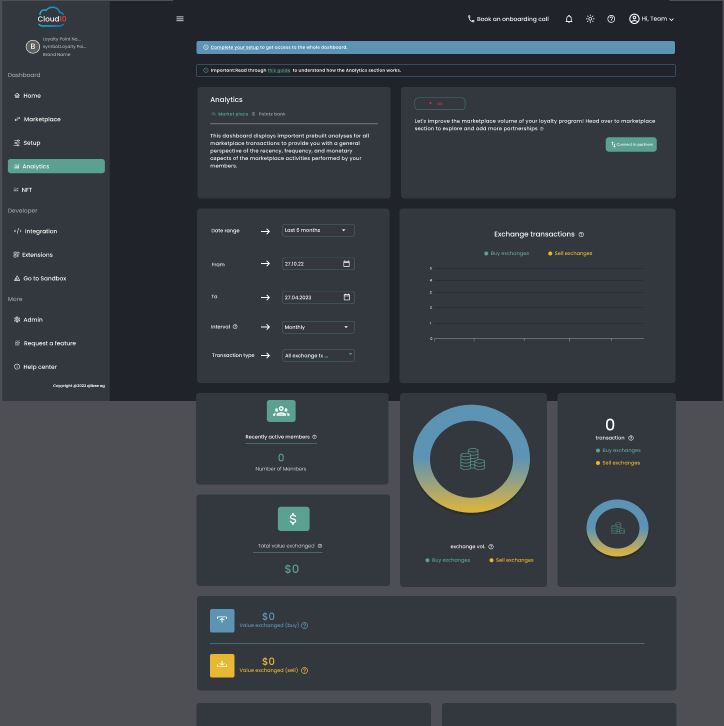 Cloud10
Book an onboarding call
Hi, Team
B
Loyalty Point No...
symbolLoyalty Poi...
Brand Name
Complete your setup to get access to the whole dashboard.
Important:Read through this guide to understand how the Analytics section works.
Dashboard
Home
Marketplace
Setup
Analytics
NFT
Developer
Integration
Extensions
Go to Sandbox
More
Admin
Request a feature
Help center
Analytics
Market place
Points bank
This dashboard displays important prebuilt analyses for all
marketplace transactions to provide you with a general
perspective of the recency, frequency, and monetary
aspects of the marketplace activities performed by your
members.
Let's improve the marketplace volume of your loyalty program! Head over to marketplace
section to explore and add more partnerships
Connect to partners
Date range
Last 6 months
From
27.10.22
To
27.04.2023
Interval
Monthly
Transaction type
All exchange tx ...
Exchange transactions
Buy exchanges
Sell exchanges
5
4
3
2
1
0
Recently active members
0
Number of Members
Total value exchanged
$0
exchange vol.
Buy exchanges
Sell exchanges
0
transaction
Buy exchanges
Sell exchanges
$0
Value exchanged (buy)
$0
Value exchanged (sell)